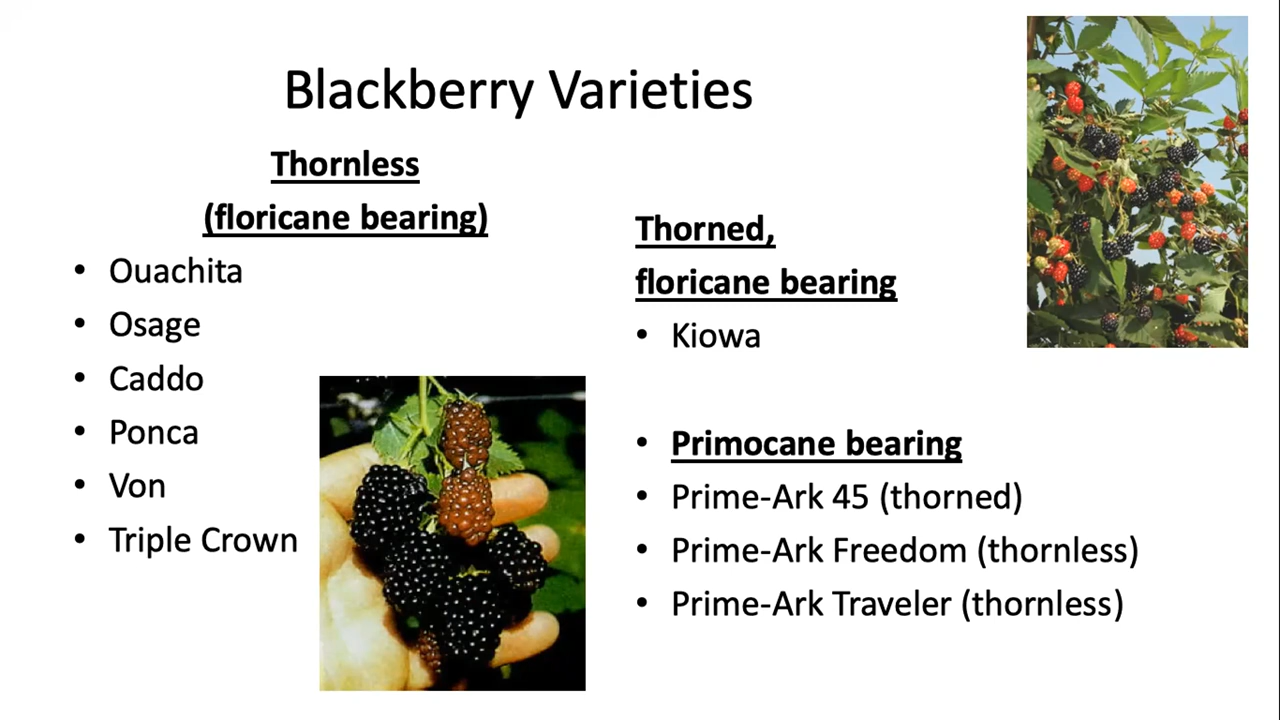 Blackberry Varieties
Thornless
(floricane bearing)
• Ouachita
• Osage
• Caddo
• Ponca
• Von
• Triple Crown
Thorned,
floricane bearing
• Kiowa
• Primocane bearing
• Prime-Ark 45 (thorned)
• Prime-Ark Freedom (thornless)
• Prime-Ark Traveler (thornless)